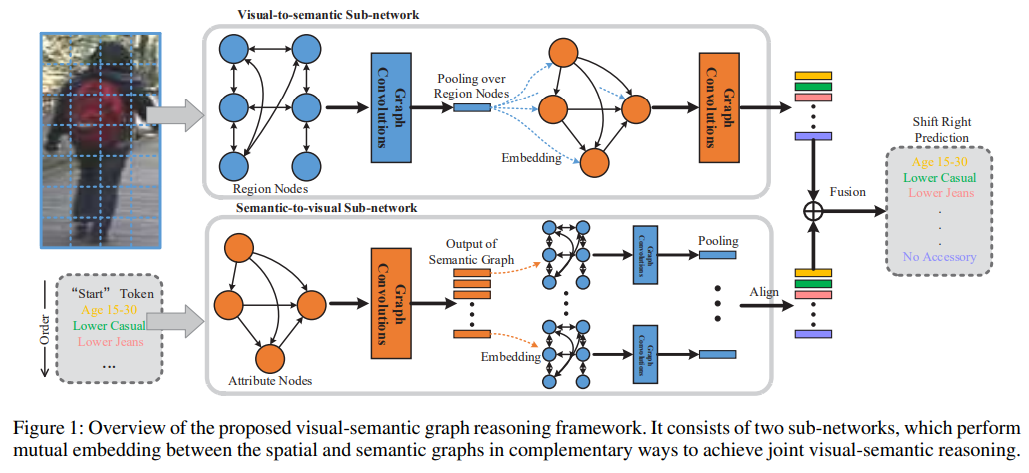 Visual-to-semantic Sub-network
Graph
Convolutions
Pooling over
Region Nodes
Embedding
Graph
Convolutions
Region Nodes
Shift Right
Prediction
Age 15-30
Lower Casual
Lower Jeans
.
.
.
No Accessory
Fusion
Semantic-to-visual Sub-network
Order
“Start” Token
Age 15-30
Lower Casual
Lower Jeans
...
Attribute Nodes
Graph
Convolutions
Output of
Semantic Graph
Embedding
Graph
Convolutions
Graph
Convolutions
Pooling
Align
Figure 1: Overview of the proposed visual-semantic graph reasoning framework. It consists of two sub-networks, which perform
mutual embedding between the spatial and semantic graphs in complementary ways to achieve joint visual-semantic reasoning.